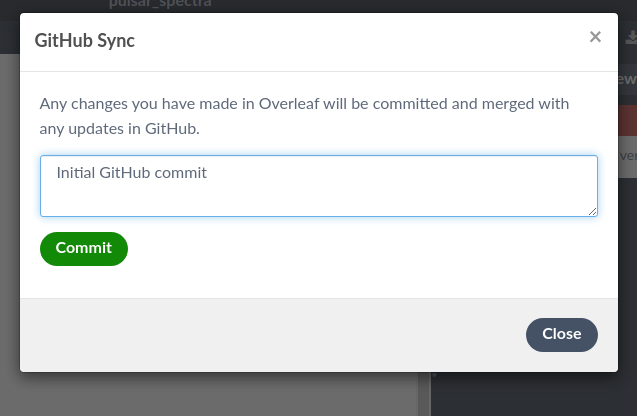 pulsar_spectra
GitHub Sync
×
Any changes you have made in Overleaf will be committed and merged with
any updates in GitHub.
Initial GitHub commit
Commit
Close